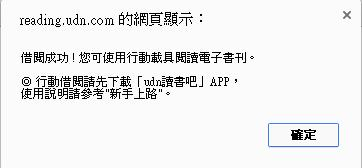 reading.udn.com 的網頁顯示：
借閱成功！您可使用行動載具閱讀電子書刊。
◎ 行動借閱請先下載「udn讀書吧」APP，
使用說明請參考"新手上路"。
確定